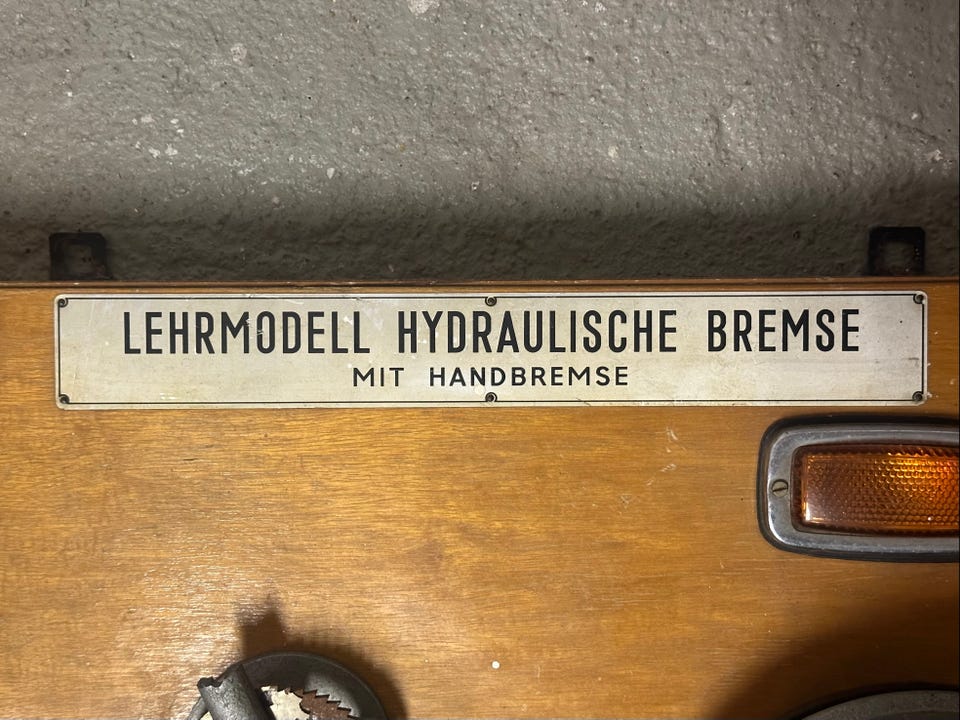 LEHRMODELL HYDRAULISCHE BREMSE
MIT HANDBREMSE